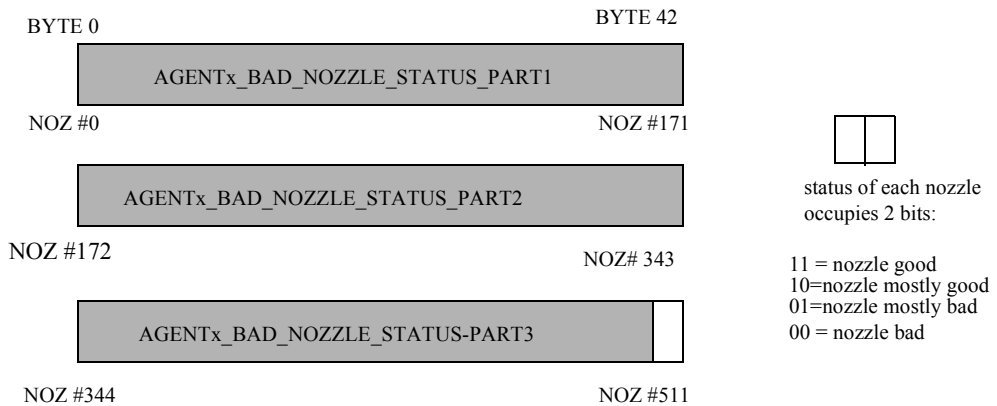 BYTE 0
BYTE 42
AGENTx_BAD_NOZZLE_STATUS_PART1
NOZ #0
NOZ #171
AGENTx_BAD_NOZZLE_STATUS_PART2
NOZ #172
NOZ# 343
AGENTx_BAD_NOZZLE_STATUS-PART3
NOZ #344
NOZ #511
status of each nozzle
occupies 2 bits:
11 = nozzle good
10=nozzle mostly good
01=nozzle mostly bad
00 = nozzle bad